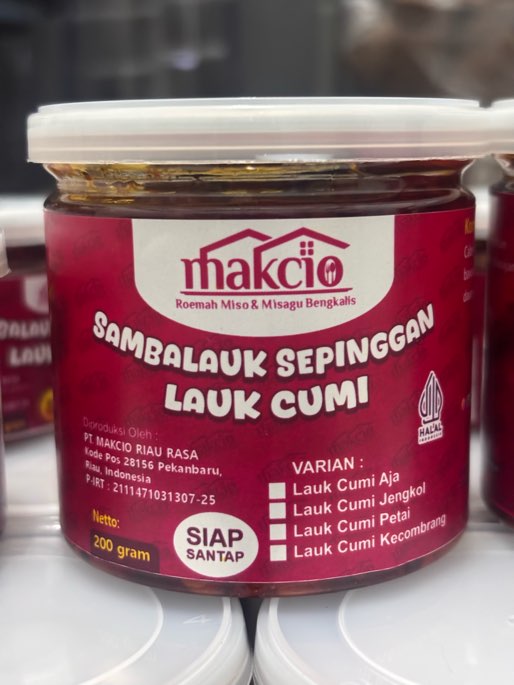 makcio
Roemah Miso & Misagu Bengkalis
SAMBALAUK SEPINGGAN
LAUK CUMI
Diproduksi Oleh :
PT. MAKCIO RIAU RASA
Kode Pos 28156 Pekanbaru,
Riau, Indonesia
P-IRT : 2111471031307-25
Netto:
200 gram
SIAP
SANTAP
VARIAN :
Lauk Cumi Aja
Lauk Cumi Jengkol
Lauk Cumi Petai
Lauk Cumi Kecombrang
HALAL
INDONESIA